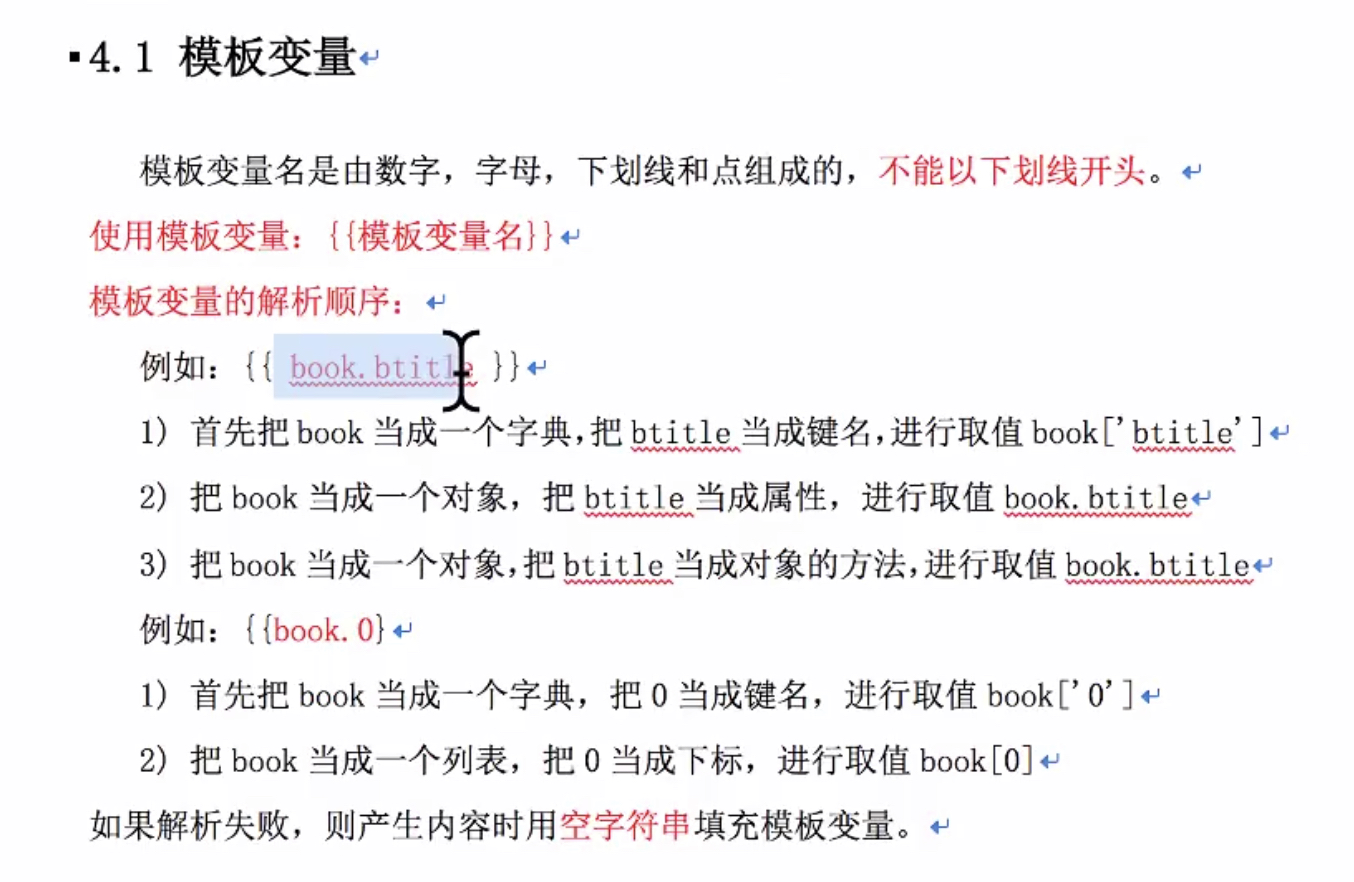 ▪4.1 模板变量↵
模板变量名是由数字，字母，下划线和点组成的，不能以下划线开头。↵
使用模板变量：{{模板变量名}}↵
模板变量的解析顺序：↵
例如：{{ book.btitle }}↵
1) 首先把 book 当成一个字典,把 btitle 当成键名,进行取值 book['btitle']↵
2) 把 book 当成一个对象，把 btitle 当成属性，进行取值 book.btitle↵
3) 把 book 当成一个对象,把 btitle 当成对象的方法,进行取值 book.btitle↵
例如：{{book.0}↵
1) 首先把 book 当成一个字典，把 0 当成键名，进行取值 book['0']↵
2) 把 book 当成一个列表，把 0 当成下标，进行取值 book[0]↵
如果解析失败，则产生内容时用空字符串填充模板变量。↵